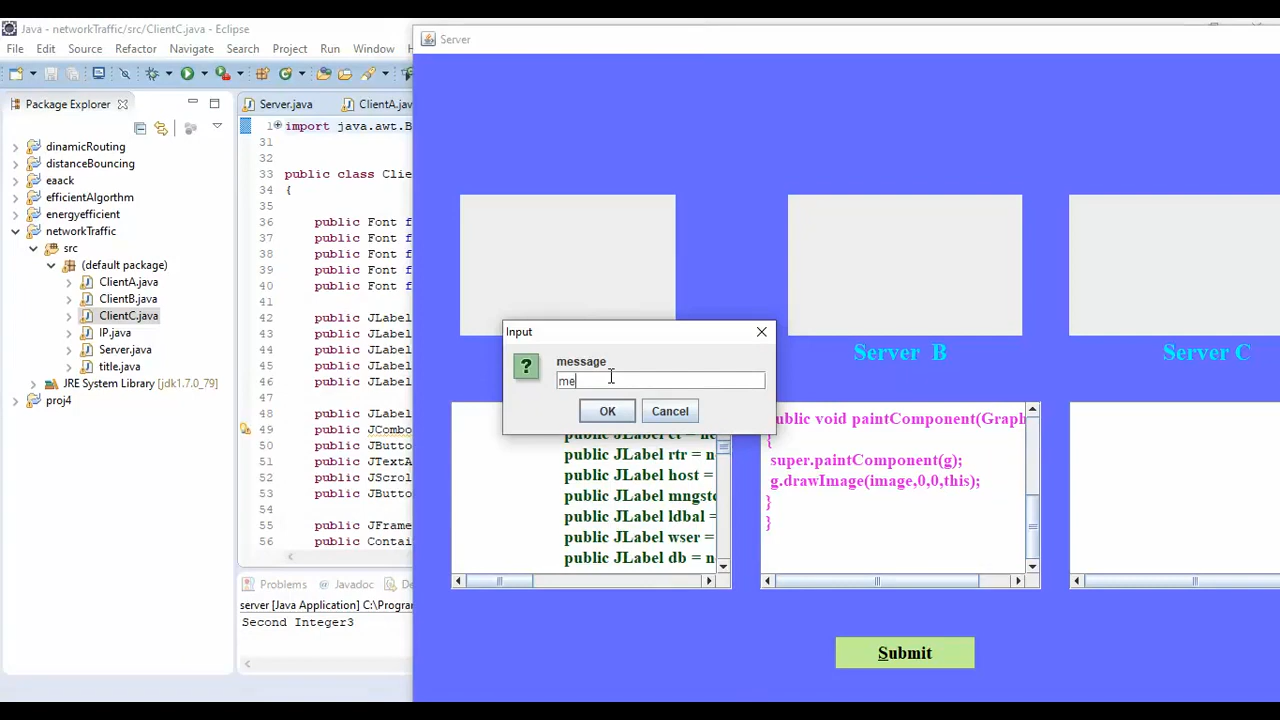 Java - networkTraffic/src/ClientC.java - Eclipse
File Edit Source Refactor Navigate Search Project Run Window
Package Explorer
dinamicRouting
distanceBouncing
eaack
efficientAlgorthm
energyefficient
networkTraffic
src
(default package)
ClientA.java
ClientB.java
ClientC.java
IP.java
Server.java
title.java
JRE System Library [jdk1.7.0_79]
proj4
Server.java ClientA.jav
1 import java.awt.B
31
32
33 public class Clie
34 {
35
36 public Font f
37 public Font f
38 public Font f
39 public Font f
40 public Font f
41
42 public JLabel
43 public JLabel
44 public JLabel
45 public JLabel
46 public JLabel
47
48 public JLabel
49 public JCombo
50 public JButto
51 public JTextA
52 public JScrol
53 public JButto
54
55 public JFrame
56 public Contai
Problems Javadoc De
server [Java Application] C:\Progra
Second Integer3
Server
Server B
Server C
Input
message
me
OK Cancel
public JLabel rtr = n
public JLabel host =
public JLabel mngst
public JLabel ldbal =
public JLabel wser =
public JLabel db = n
public void paintComponent(Graph
{
super.paintComponent(g);
g.drawImage(image,0,0,this);
}
}
Submit